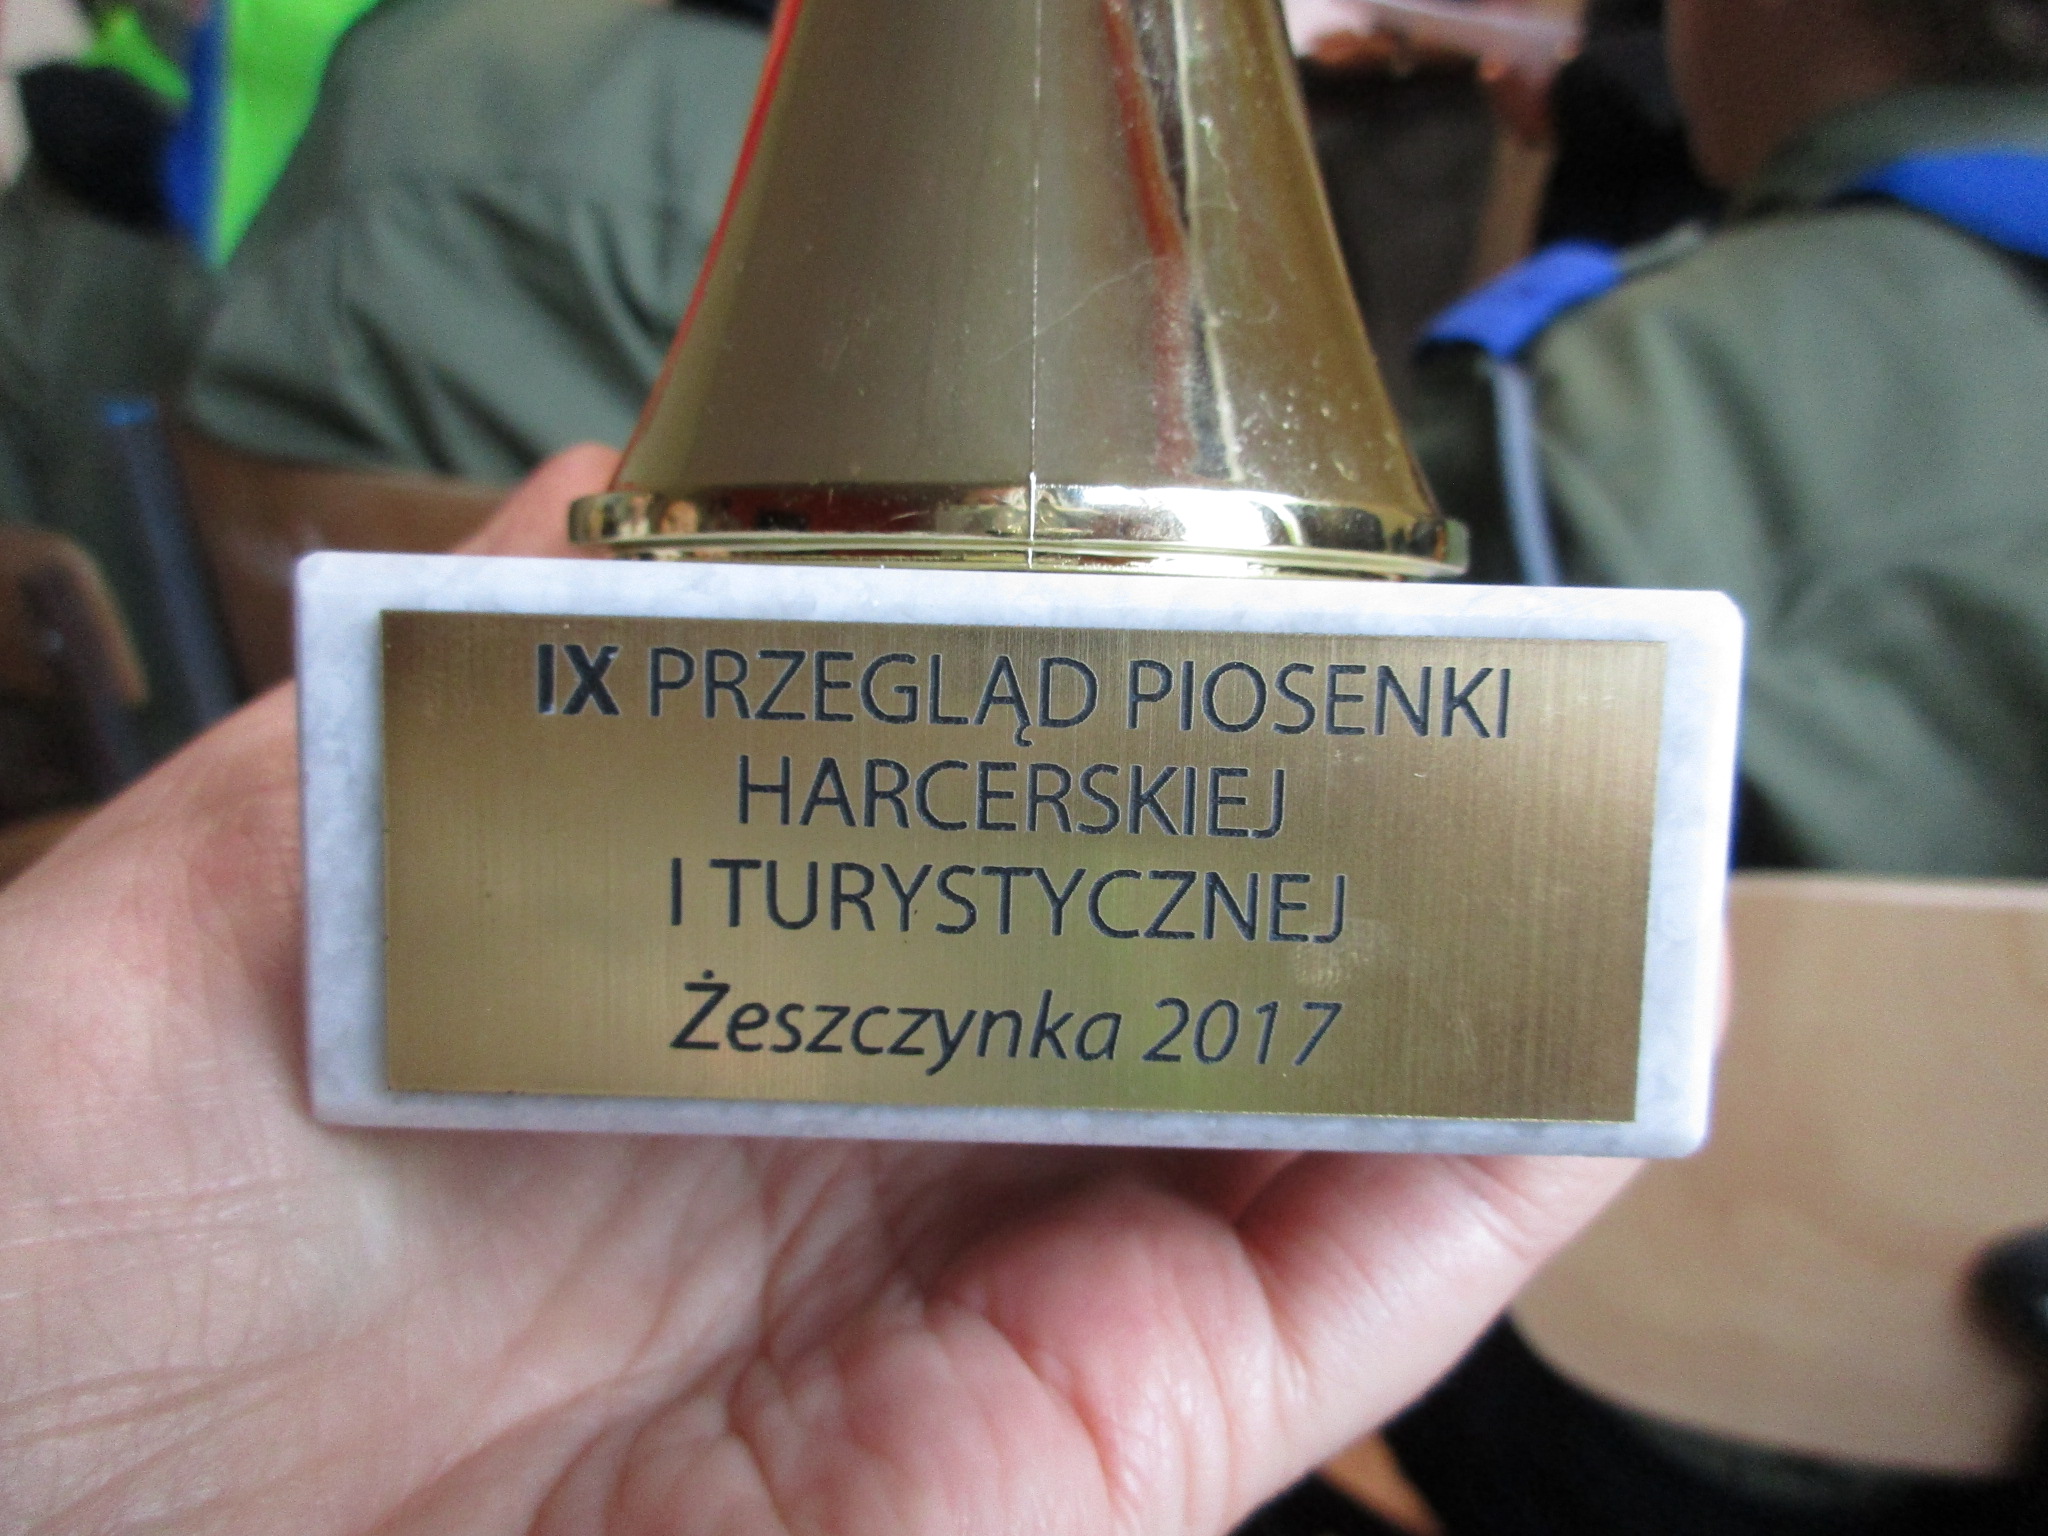 IX PRZEGLĄD PIOSENKI
HARCERSKIEJ
I TURYSTYCZNEJ
Żeszczynka 2017